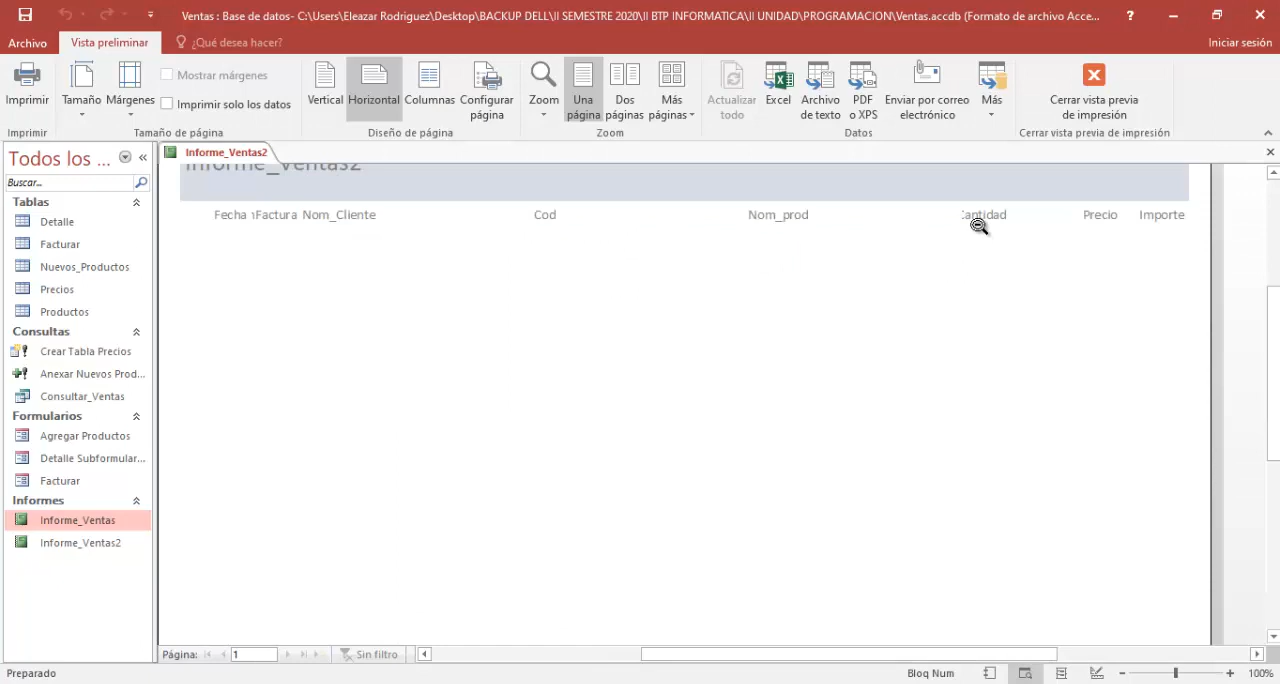 Ventas : Base de datos- C:\Users\Eleazar Rodriguez\Desktop\BACKUP DELL\II SEMESTRE 2020\II BTP INFORMATICA\II UNIDAD\PROGRAMACION\Ventas.accdb (Formato de archivo Acce...
?
Archivo
Vista preliminar
¿Qué desea hacer?
Iniciar sesión
Imprimir
Tamaño
Márgenes
Mostrar márgenes
Imprimir solo los datos
Vertical
Horizontal
Columnas
Configurar página
Zoom
Una página
Dos páginas
Más páginas
Actualizar todo
Excel
Archivo de texto
PDF o XPS
Enviar por correo electrónico
Más
Cerrar vista previa de impresión
Imprimir
Tamaño de página
Diseño de página
Zoom
Datos
Cerrar vista previa de impresión
Todos los ...
Buscar...
Tablas
Detalle
Facturar
Nuevos_Productos
Precios
Productos
Consultas
Crear Tabla Precios
Anexar Nuevos Prod...
Consultar_Ventas
Formularios
Agregar Productos
Detalle Subformular...
Facturar
Informes
Informe_Ventas
Informe_Ventas2
Informe_Ventas2
Informe_Ventas2
Fecha Factura Nom_Cliente Cod Nom_prod Cantidad Precio Importe
Página: 1 Sin filtro
Preparado
Bloq Num
100%